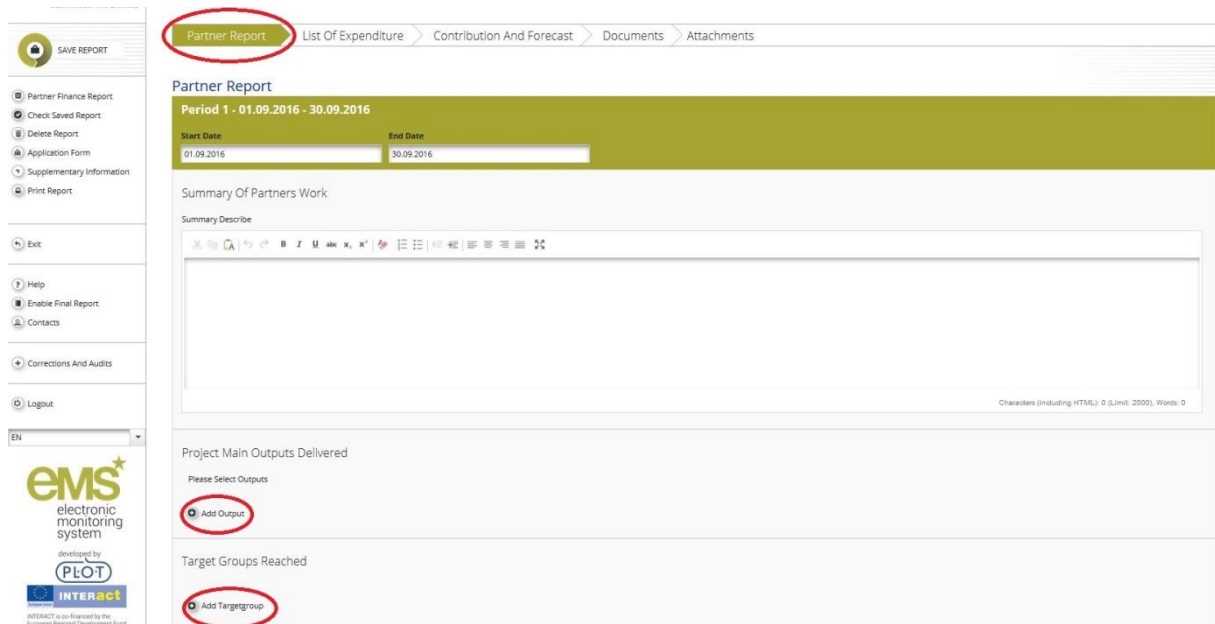 SAVE REPORT
Partner Finance Report
Check Saved Report
Delete Report
Application Form
Supplementary Information
Print Report
Exit
Help
Enable Final Report
Contacts
Corrections And Audits
Logout
EN
eMS
electronic
monitoring
system
developed by
PLOT
INTERact
INTERACT is co-financed by the
European Regional Development Fund
Partner Report List Of Expenditure Contribution And Forecast Documents Attachments
Partner Report
Period 1 - 01.09.2016 - 30.09.2016
Start Date End Date
01.09.2016 30.09.2016
Summary Of Partners Work
Summary Describe
B I U abc x₂ x²
Characters (including HTML): 0 (Limit: 2000), Words: 0
Project Main Outputs Delivered
Please Select Outputs
Add Output
Target Groups Reached
Add Targetgroup